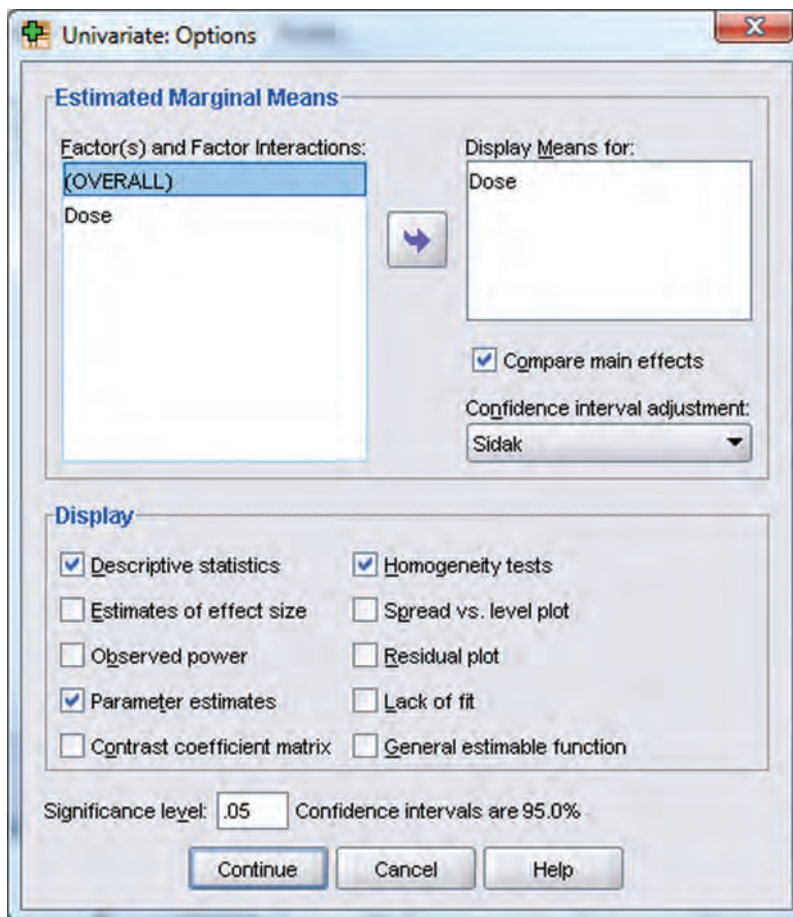 Univariate: Options
Estimated Marginal Means
Factor(s) and Factor Interactions:
(OVERALL)
Dose
Display Means for:
Dose
Compare main effects
Confidence interval adjustment:
Sidak
Display
Descriptive statistics
Homogeneity tests
Estimates of effect size
Spread vs. level plot
Observed power
Residual plot
Parameter estimates
Lack of fit
Contrast coefficient matrix
General estimable function
Significance level: .05 Confidence intervals are 95.0%
Continue
Cancel
Help